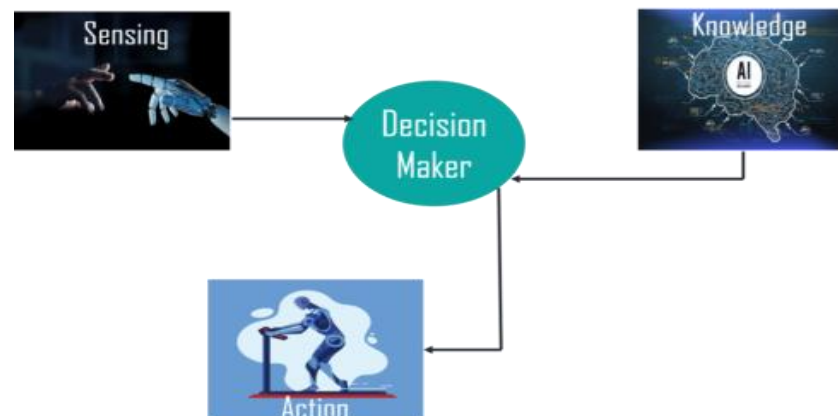 Sensing
Knowledge
AI
Decision
Maker
Action